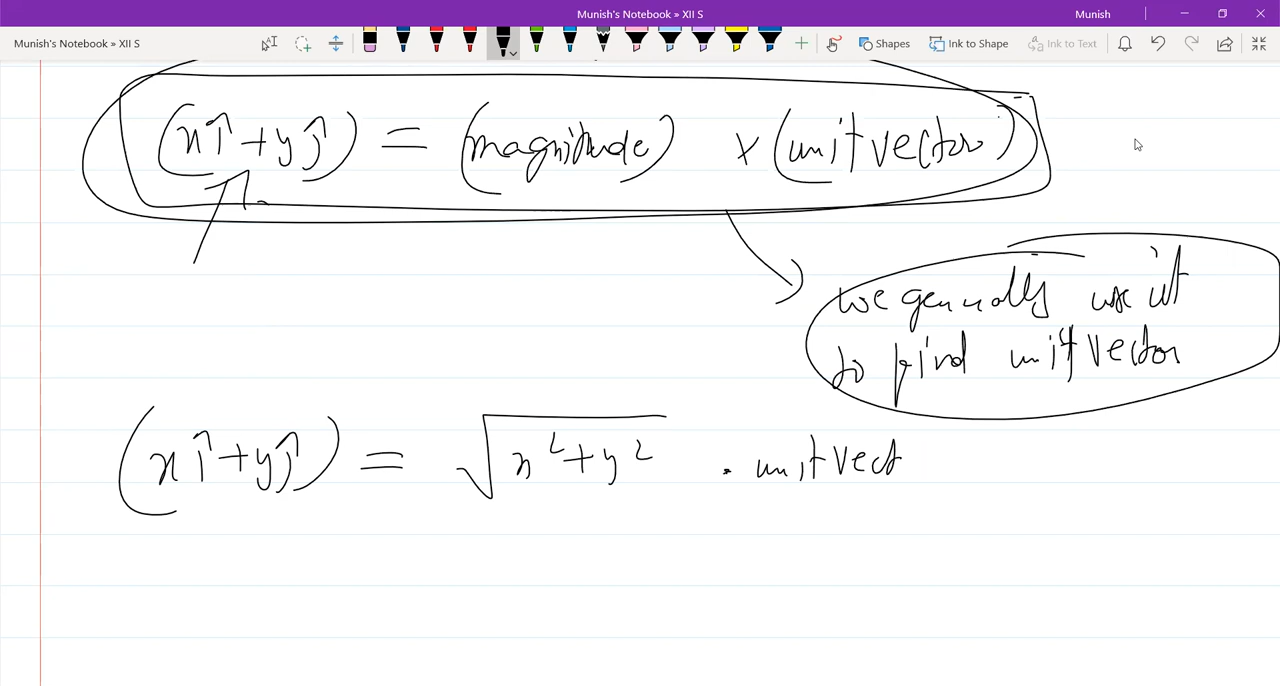 Munish's Notebook » XII S
Munish
Munish's Notebook » XII S
Shapes
Ink to Shape
Ink to Text
(xî + yĵ) = (magnitude) × (unit vector)
we generally use it
to find unit vector
(xî + yĵ) = √x² + y² . unit vect